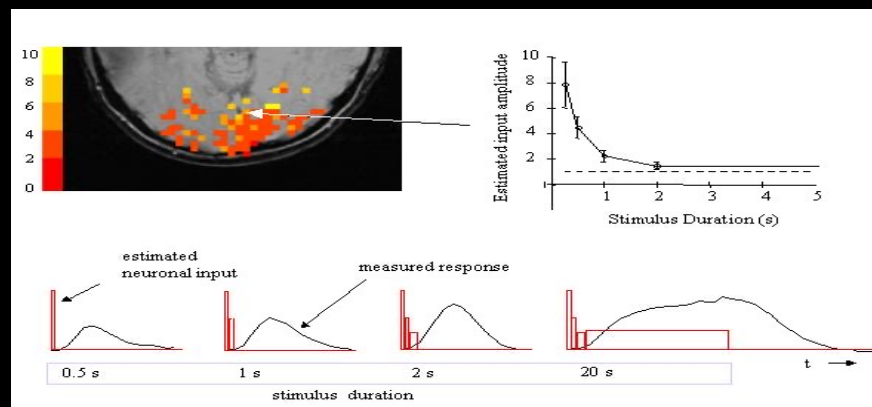 10
8
6
4
2
0
Estimated input amplitude
10
8
6
4
2
1 2 3 4 5
Stimulus Duration (s)
estimated
neuronal input
measured response
t
0.5 s 1 s 2 s 20 s
stimulus duration